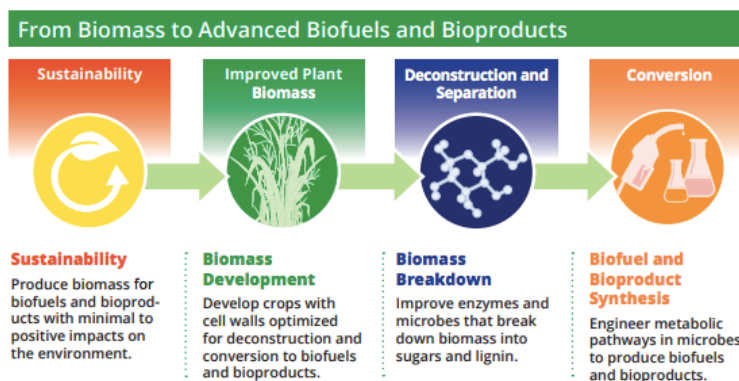 From Biomass to Advanced Biofuels and Bioproducts
Sustainability
Improved Plant
Biomass
Deconstruction and
Separation
Conversion
Sustainability
Produce biomass for
biofuels and bioprod-
ucts with minimal to
positive impacts on
the environment.
Biomass
Development
Develop crops with
cell walls optimized
for deconstruction and
conversion to biofuels
and bioproducts.
Biomass
Breakdown
Improve enzymes and
microbes that break
down biomass into
sugars and lignin.
Biofuel and
Bioproduct
Synthesis
Engineer metabolic
pathways in microbes
to produce biofuels
and bioproducts.